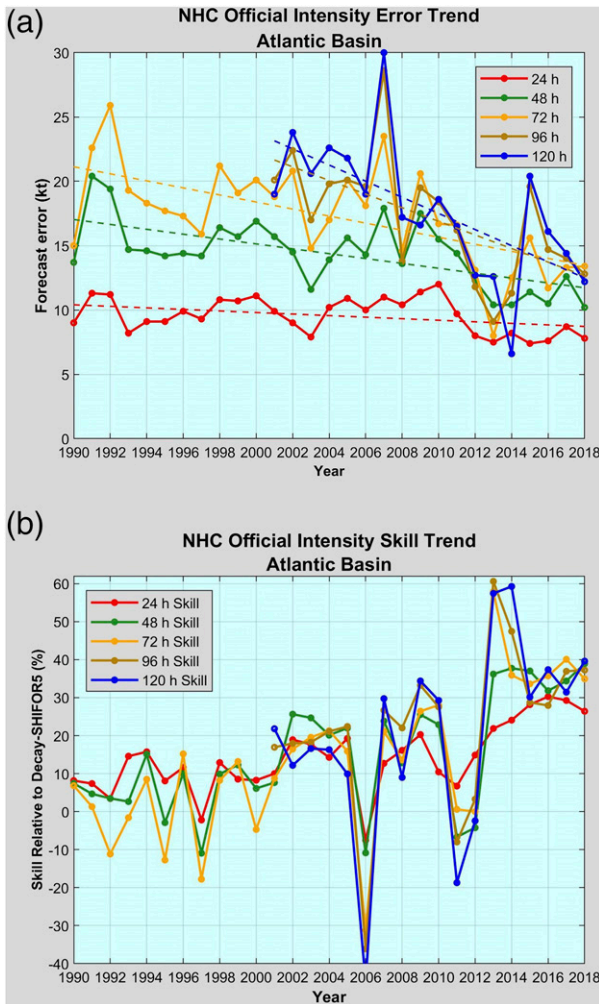 (a)
NHC Official Intensity Error Trend
Atlantic Basin
30
25
20
15
10
5
0
Forecast error (kt)
24 h
48 h
72 h
96 h
120 h
1990 1992 1994 1996 1998 2000 2002 2004 2006 2008 2010 2012 2014 2016 2018
Year
(b)
NHC Official Intensity Skill Trend
Atlantic Basin
60
50
40
30
20
10
0
-10
-20
-30
-40
Skill Relative to Decay-SHIFOR5 (%)
24 h Skill
48 h Skill
72 h Skill
96 h Skill
120 h Skill
1990 1992 1994 1996 1998 2000 2002 2004 2006 2008 2010 2012 2014 2016 2018
Year